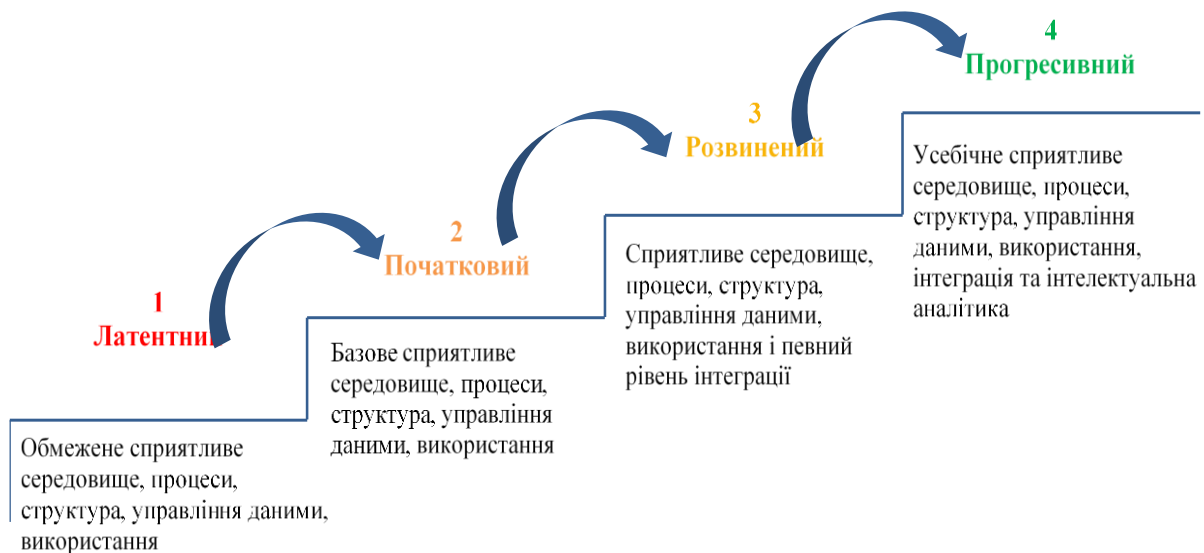 1
Латентний
Обмежене сприятливе
середовище, процеси,
структура, управління даними,
використання
2
Початковий
Базове сприятливе
середовище, процеси,
структура, управління
даними, використання
3
Розвинений
Сприятливе середовище,
процеси, структура,
управління даними,
використання і певний
рівень інтеграції
4
Прогресивний
Усебічне сприятливе
середовище, процеси,
структура, управління
даними, використання,
інтеграція та інтелектуальна
аналітика